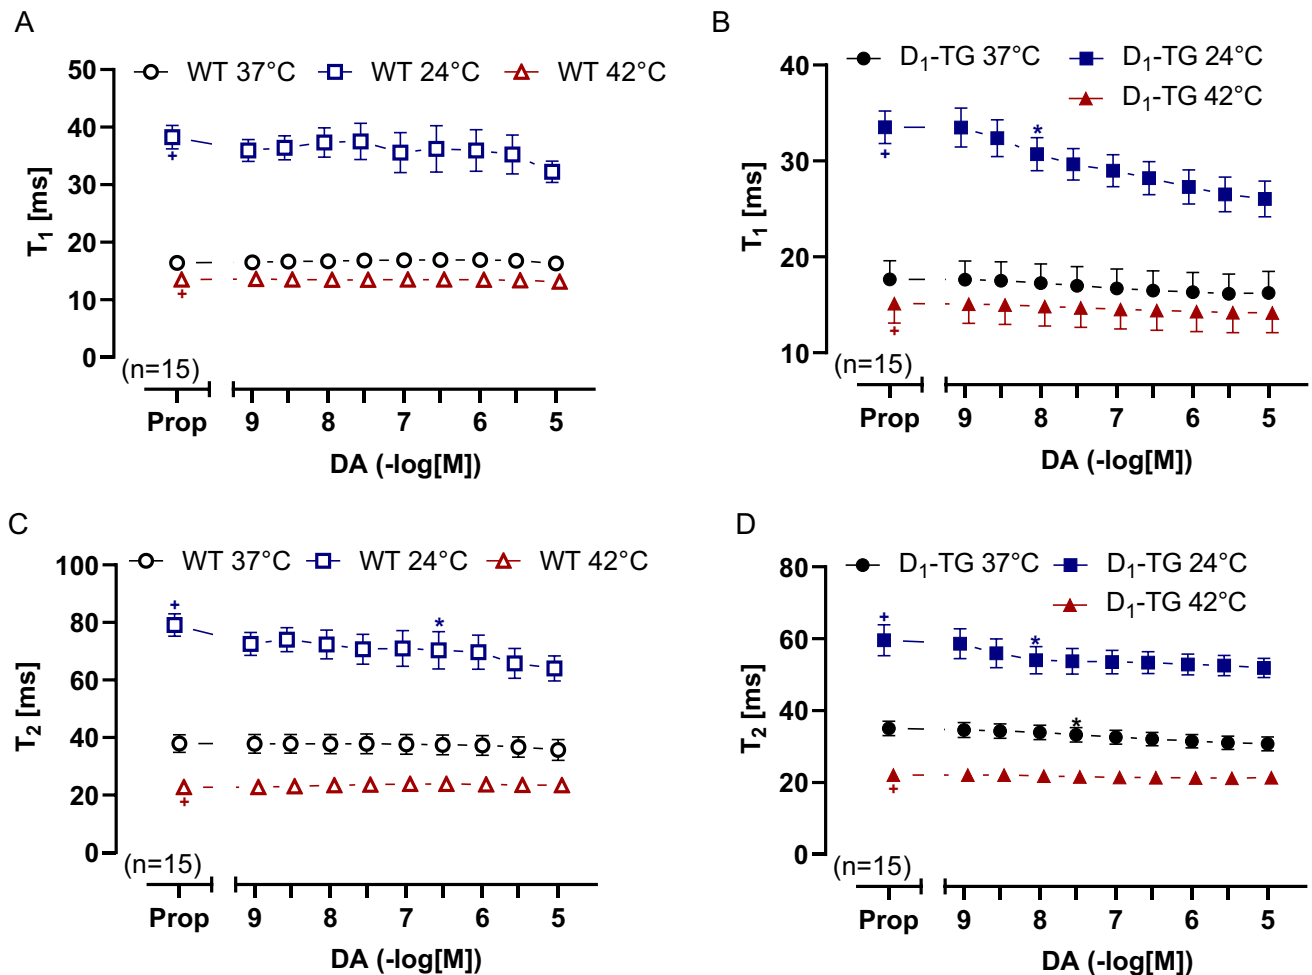 A
WT 37°C WT 24°C WT 42°C
T1 [ms]
50
40
30
20
10
0
+
+
(n=15)
Prop 9 8 7 6 5
DA (-log[M])
B
D1-TG 37°C D1-TG 24°C
D1-TG 42°C
T1 [ms]
40
30
20
10
*
+
+
(n=15)
Prop 9 8 7 6 5
DA (-log[M])
C
WT 37°C WT 24°C WT 42°C
T2 [ms]
100
80
60
40
20
0
+
*
+
(n=15)
Prop 9 8 7 6 5
DA (-log[M])
D
D1-TG 37°C D1-TG 24°C
D1-TG 42°C
T2 [ms]
80
60
40
20
0
+
*
*
+
(n=15)
Prop 9 8 7 6 5
DA (-log[M])